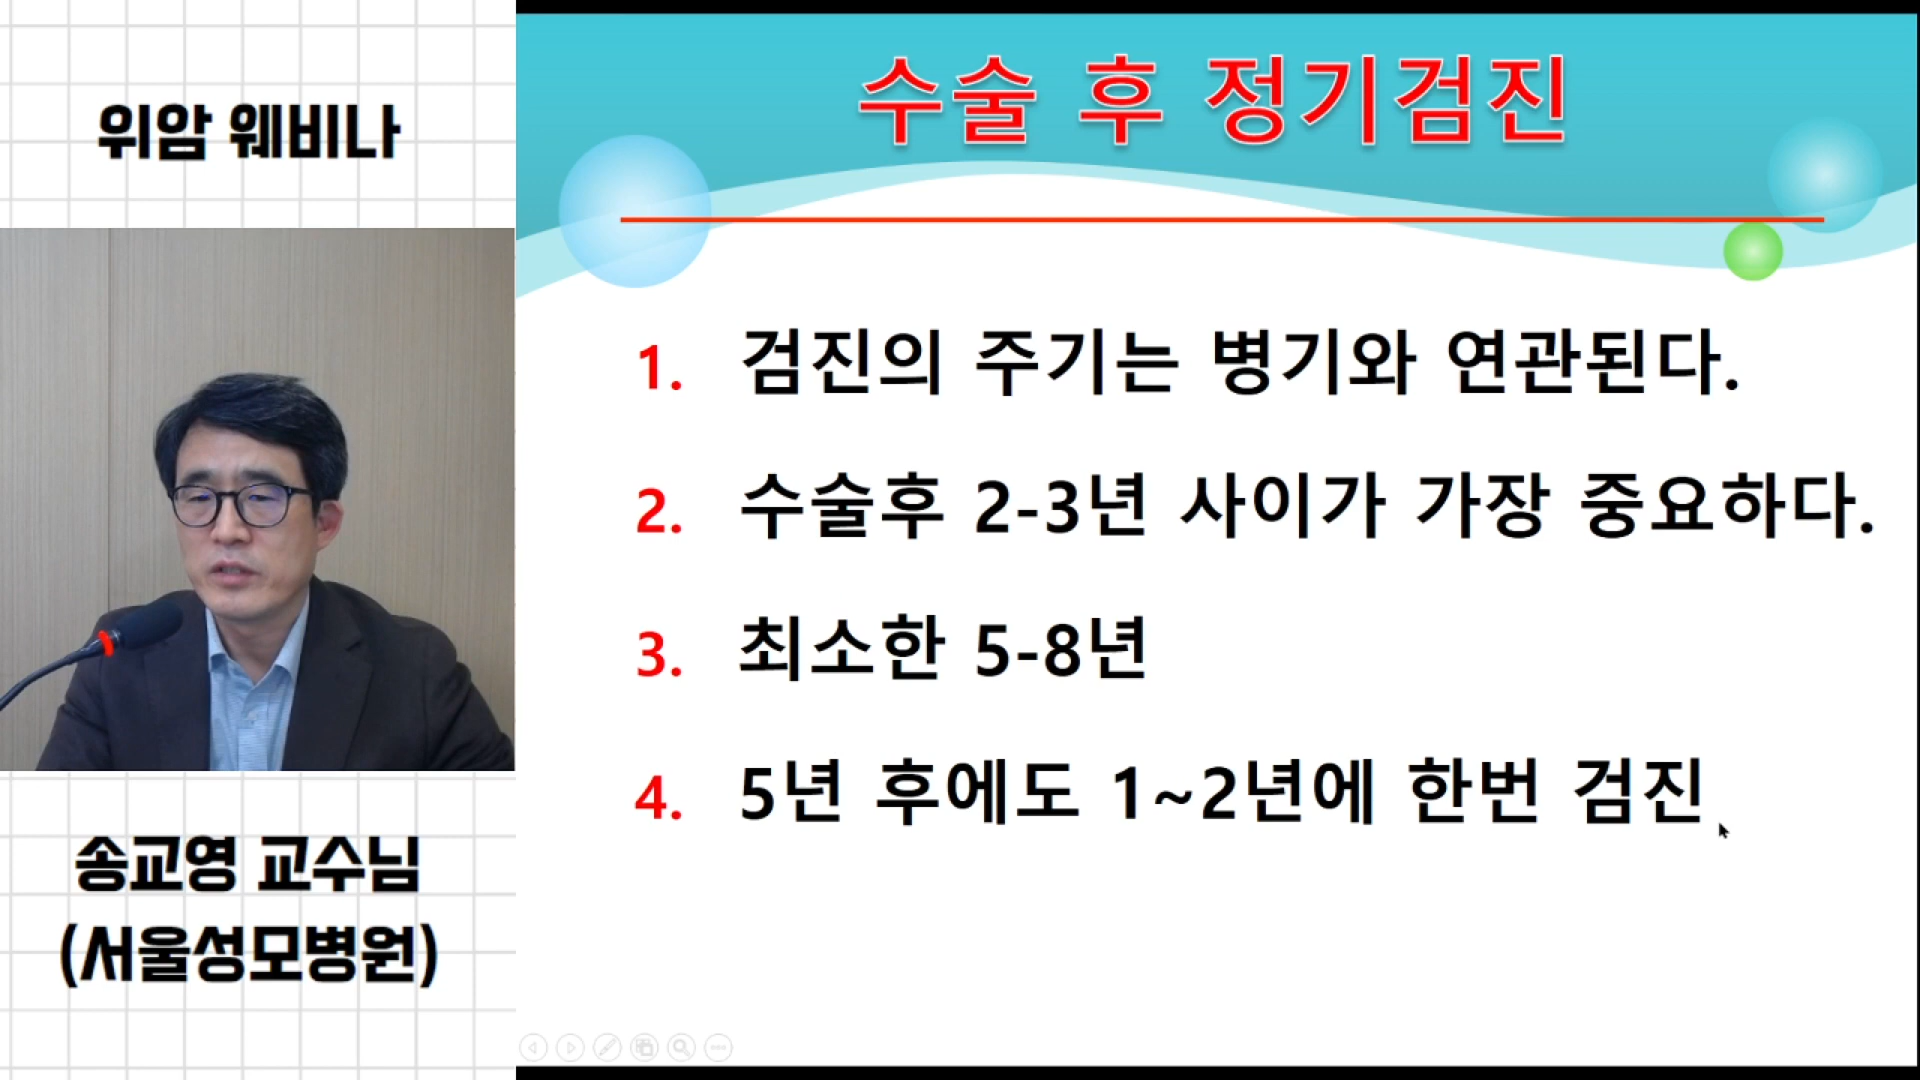 위암 웨비나
송교영 교수님
(서울성모병원)
수술 후 정기검진
1. 검진의 주기는 병기와 연관된다.
2. 수술후 2-3년 사이가 가장 중요하다.
3. 최소한 5-8년
4. 5년 후에도 1~2년에 한번 검진